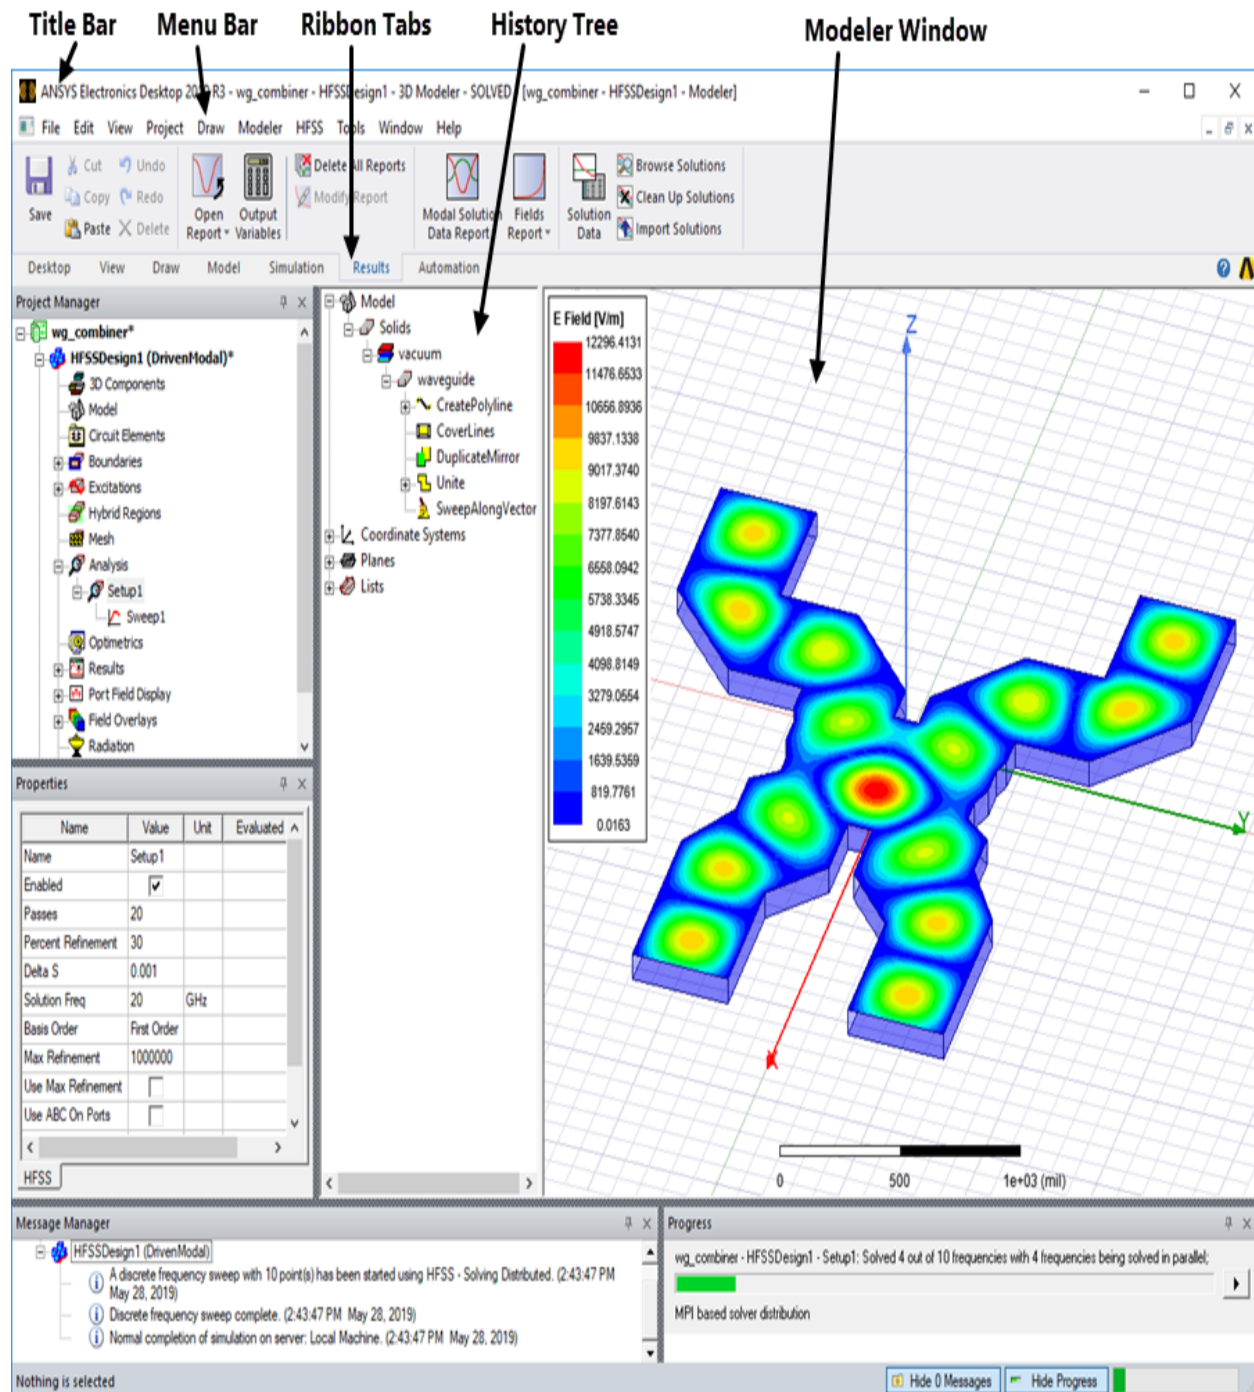 Title Bar Menu Bar Ribbon Tabs History Tree Modeler Window
ANSYS Electronics Desktop R3 - wg_combiner - HFSSDesign1 - 3D Modeler - SOLVED [wg_combiner - HFSSDesign1 - Modeler]
File Edit View Project Draw Modeler HFSS Tools Window Help
Save
Cut Undo
Copy Redo
Paste Delete
Open Report
Output Variables
Delete All Reports
Modify Report
Modal Solution Data Report
Fields Report
Solution Data
Browse Solutions
Clean Up Solutions
Import Solutions
Desktop View Draw Model Simulation Results Automation
Project Manager
wg_combiner*
HFSSDesign1 (DrivenModal)*
3D Components
Model
Circuit Elements
Boundaries
Excitations
Hybrid Regions
Mesh
Analysis
Setup1
Sweep1
Optimetrics
Results
Port Field Display
Field Overlays
Radiation
Properties
Name Value Unit Evaluated
Name Setup1
Enabled
Passes 20
Percent Refinement 30
Delta S 0.001
Solution Freq 20 GHz
Basis Order First Order
Max Refinement 1000000
Use Max Refinement
Use ABC On Ports
HFSS
Model
Solids
vacuum
waveguide
CreatePolyline
CoverLines
DuplicateMirror
Unite
SweepAlongVector
Coordinate Systems
Planes
Lists
E Field [V/m]
12296.4131
11476.6533
10656.8936
9837.1338
9017.3740
8197.6143
7377.8540
6558.0942
5738.3345
4918.5747
4098.8149
3279.0554
2459.2957
1639.5359
819.7761
0.0163
Z
Y
X
0 500 1e+03 (mil)
Message Manager
HFSSDesign1 (DrivenModal)
A discrete frequency sweep with 10 point(s) has been started using HFSS - Solving Distributed. (2:43:47 PM
May 28, 2019)
Discrete frequency sweep complete. (2:43:47 PM May 28, 2019)
Normal completion of simulation on server: Local Machine. (2:43:47 PM May 28, 2019)
Progress
wg_combiner - HFSSDesign1 - Setup1: Solved 4 out of 10 frequencies with 4 frequencies being solved in parallel;
MPI based solver distribution
Nothing is selected
Hide 0 Messages Hide Progress